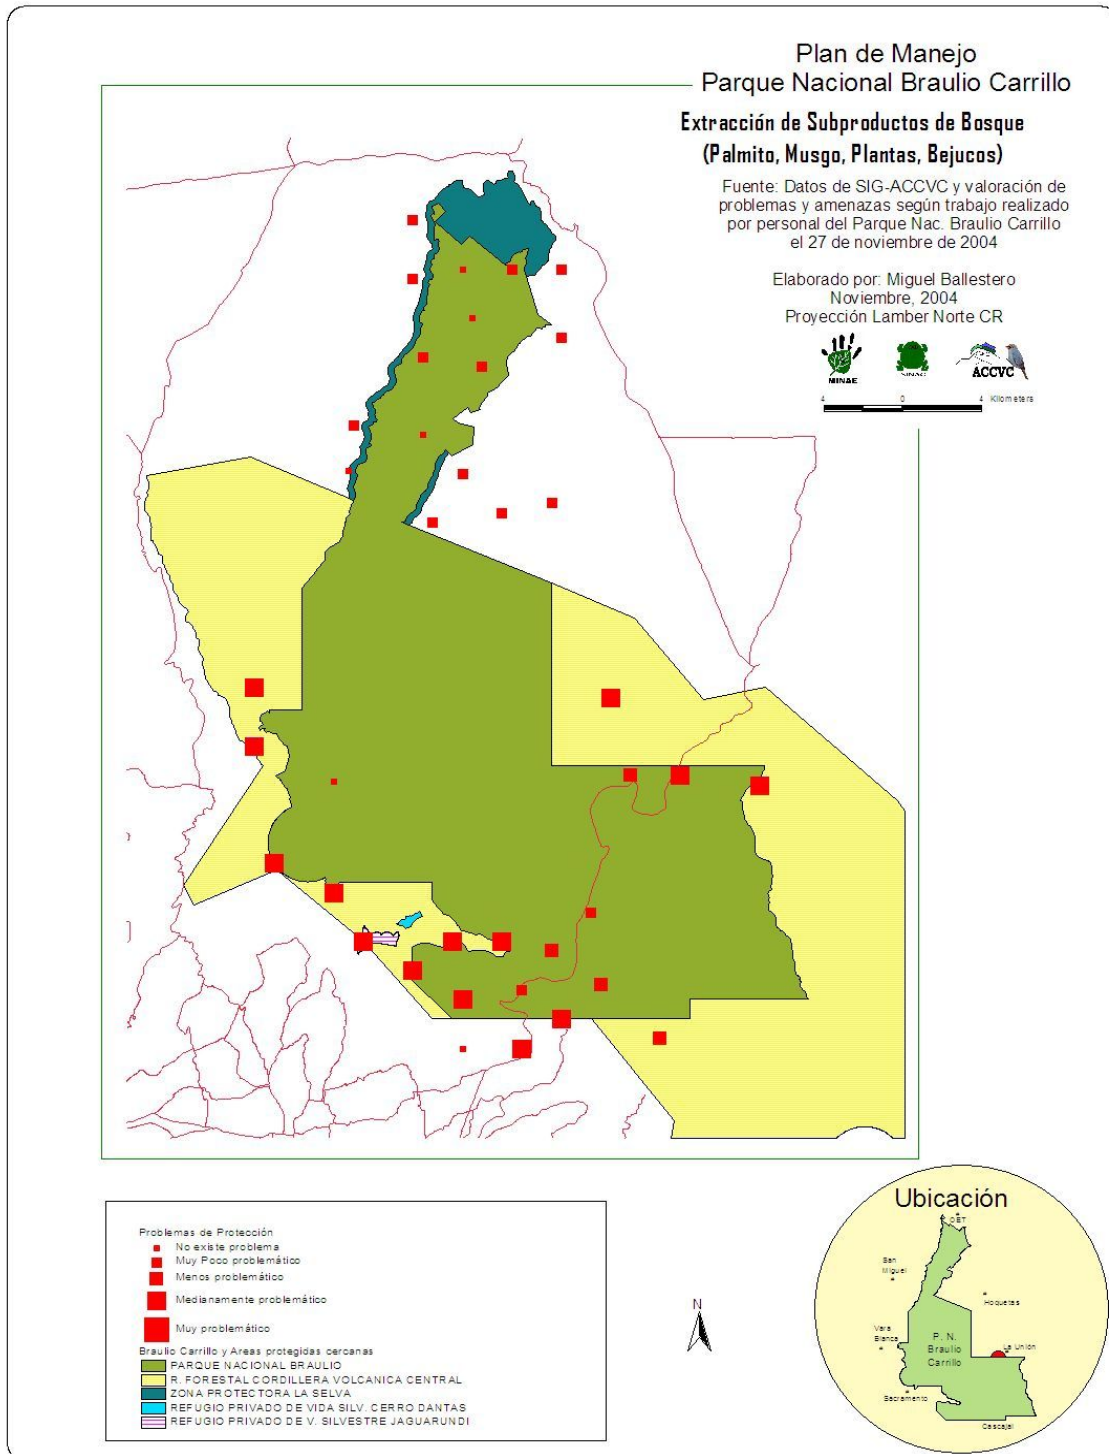 Plan de Manejo
Parque Nacional Braulio Carrillo
Extracción de Subproductos de Bosque
(Palmito, Musgo, Plantas, Bejucos)
Fuente: Datos de SIG-ACCVC y valoración de
problemas y amenazas según trabajo realizado
por personal del Parque Nac. Braulio Carrillo
el 27 de noviembre de 2004
Elaborado por: Miguel Ballestero
Noviembre, 2004
Proyección Lamber Norte CR
MINAE
SINAC
ACCVC
4 0 4 Kilometers
Problemas de Protección
No existe problema
Muy Poco problemático
Menos problemático
Medianamente problemático
Muy problemático
Braulio Carrillo y Areas protegidas cercanas
PARQUE NACIONAL BRAULIO
R. FORESTAL CORDILLERA VOLCANICA CENTRAL
ZONA PROTECTORA LA SELVA
REFUGIO PRIVADO DE VIDA SILV. CERRO DANTAS
REFUGIO PRIVADO DE V. SILVESTRE JAGUARUNDI
N
Ubicación
OET
San
Miguel
Hoquetas
Vara
Blanca
P. N.
Braulio
Carrillo
La Unión
Sacramento
Cascajal